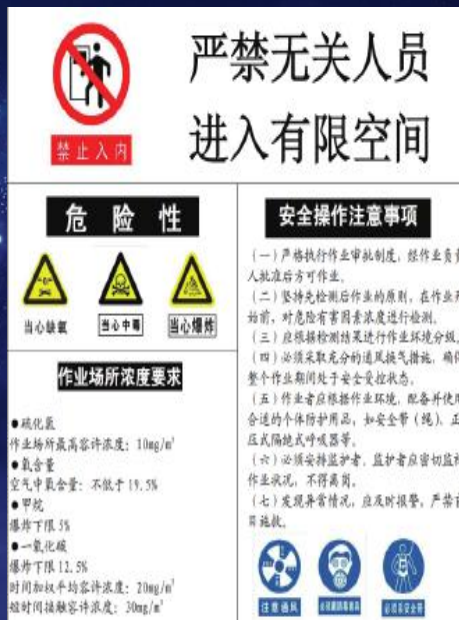 严禁无关人员
进入有限空间
禁止入内
危险性
当心缺氧
当心中毒
当心爆炸
作业场所浓度要求
●硫化氢
作业场所最高容许浓度：10mg/m³
●氧含量
空气中氧含量：不低于19.5%
●甲烷
爆炸下限5%
●一氧化碳
爆炸下限12.5%
时间加权平均容许浓度：20mg/m³
短时间接触容许浓度：30mg/m³
安全操作注意事项
（一）严格执行作业审批制度，经作业负责
人批准后方可作业。
（二）坚持先检测后作业的原则，在作业开
始前，对危险有害因素浓度进行检测。
（三）应根据检测结果进行作业环境分级。
（四）必须采取充分的通风换气措施，确保
整个作业期间处于安全受控状态。
（五）作业者应根据作业环境，配备并使用
合适的个体防护用品，如安全带（绳）、正
压式隔绝式呼吸器等。
（六）必须安排监护者，监护者应密切监视
作业状况，不得离岗。
（七）发现异常情况，应及时报警，严禁盲
目施救。
注意通风
必须系安全带